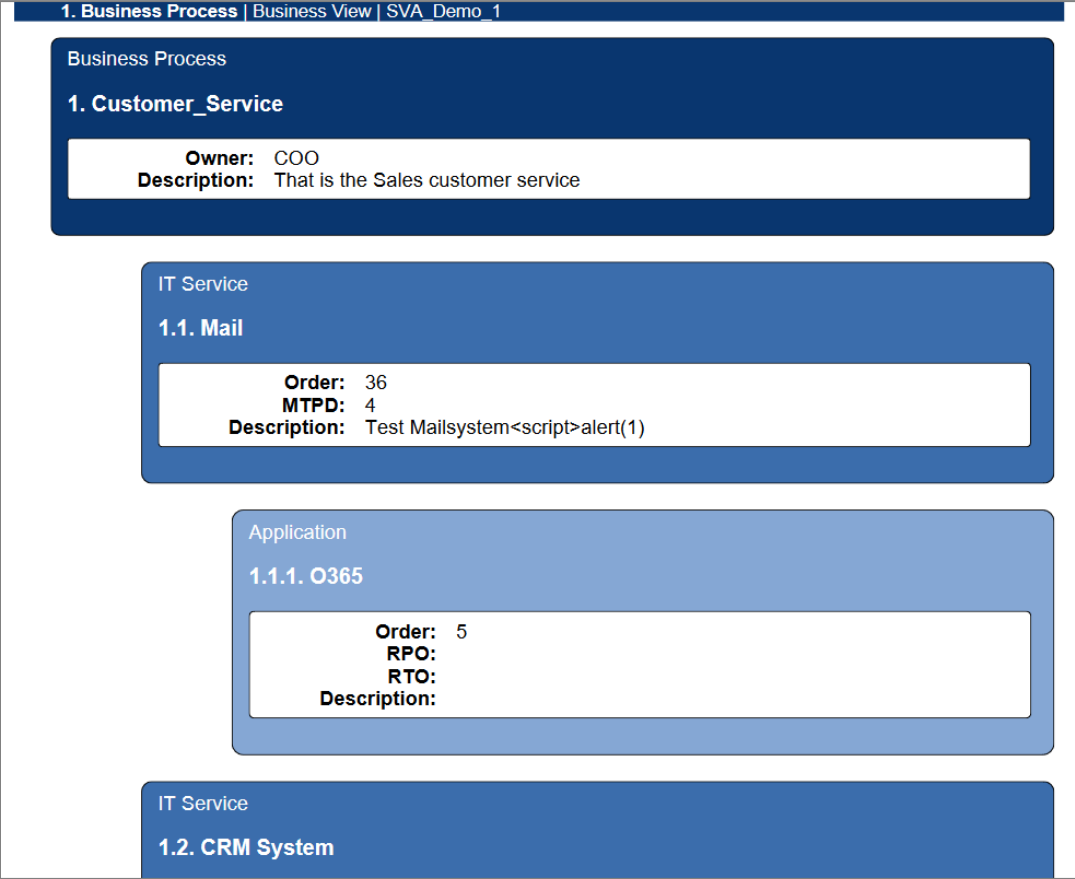 1. Business Process | Business View | SVA_Demo_1
Business Process
1. Customer_Service
Owner: COO
Description: That is the Sales customer service
IT Service
1.1. Mail
Order: 36
MTPD: 4
Description: Test Mailsystem<script>alert(1)
Application
1.1.1. O365
Order: 5
RPO:
RTO:
Description:
IT Service
1.2. CRM System